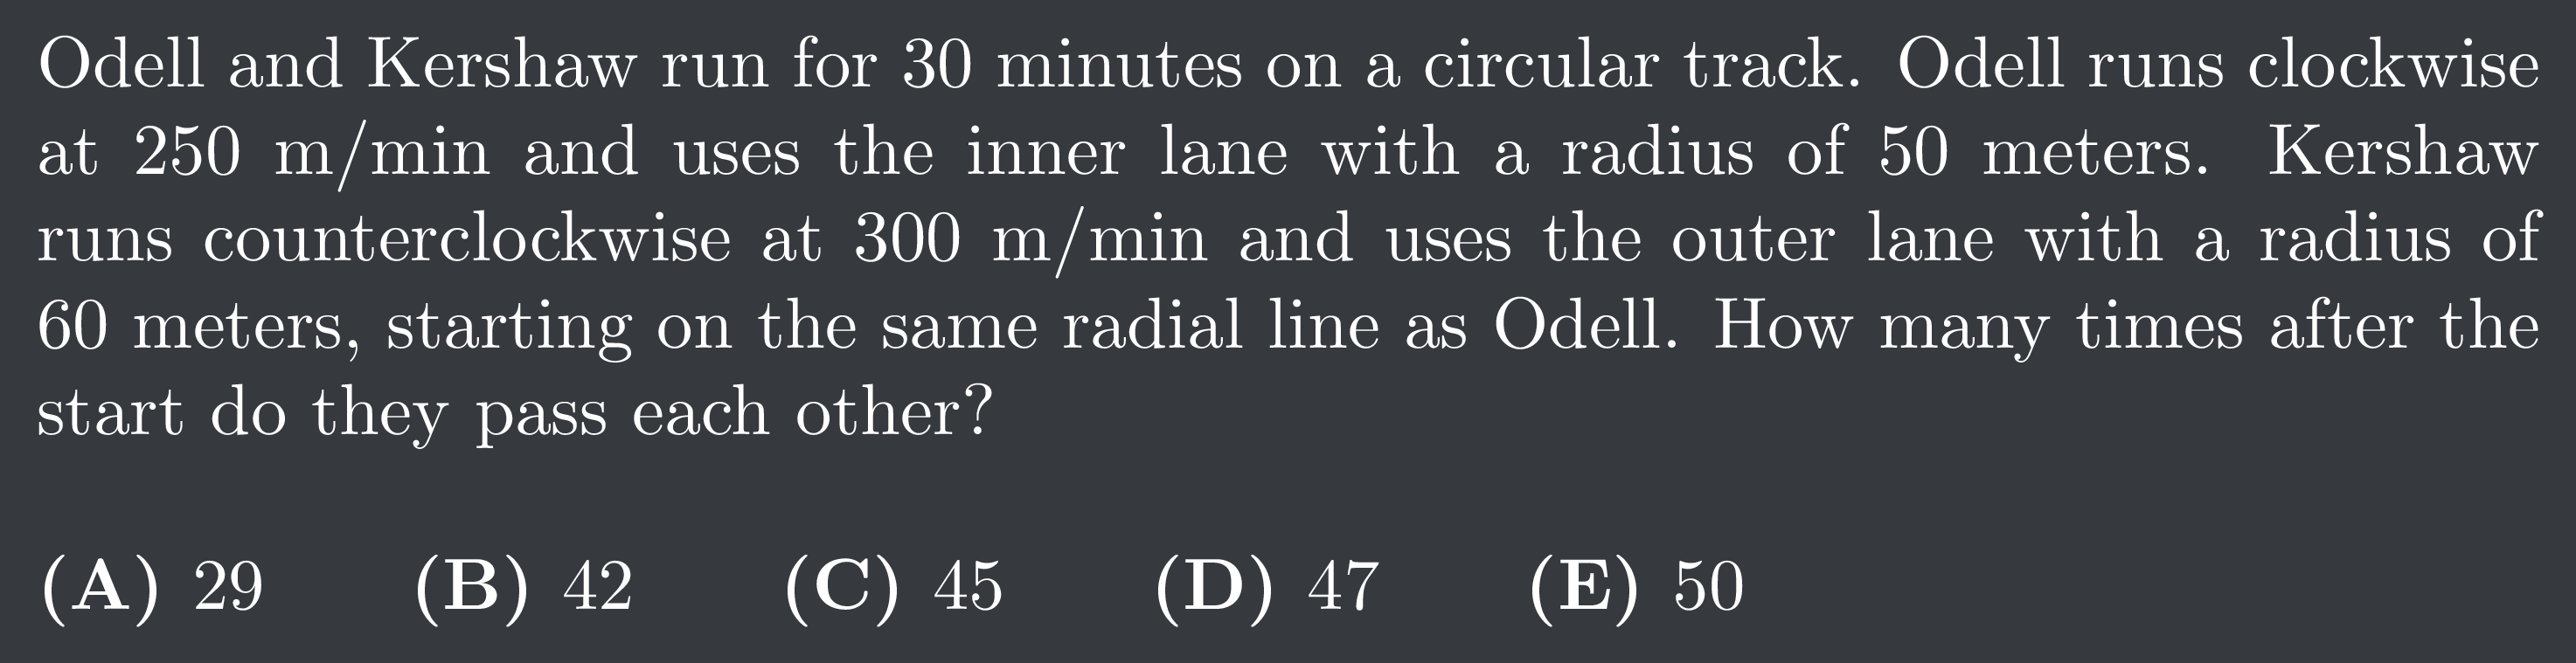 Odell and Kershaw run for 30 minutes on a circular track. Odell runs clockwise
at 250 m/min and uses the inner lane with a radius of 50 meters. Kershaw
runs counterclockwise at 300 m/min and uses the outer lane with a radius of
60 meters, starting on the same radial line as Odell. How many times after the
start do they pass each other?
(A) 29 (B) 42 (C) 45 (D) 47 (E) 50